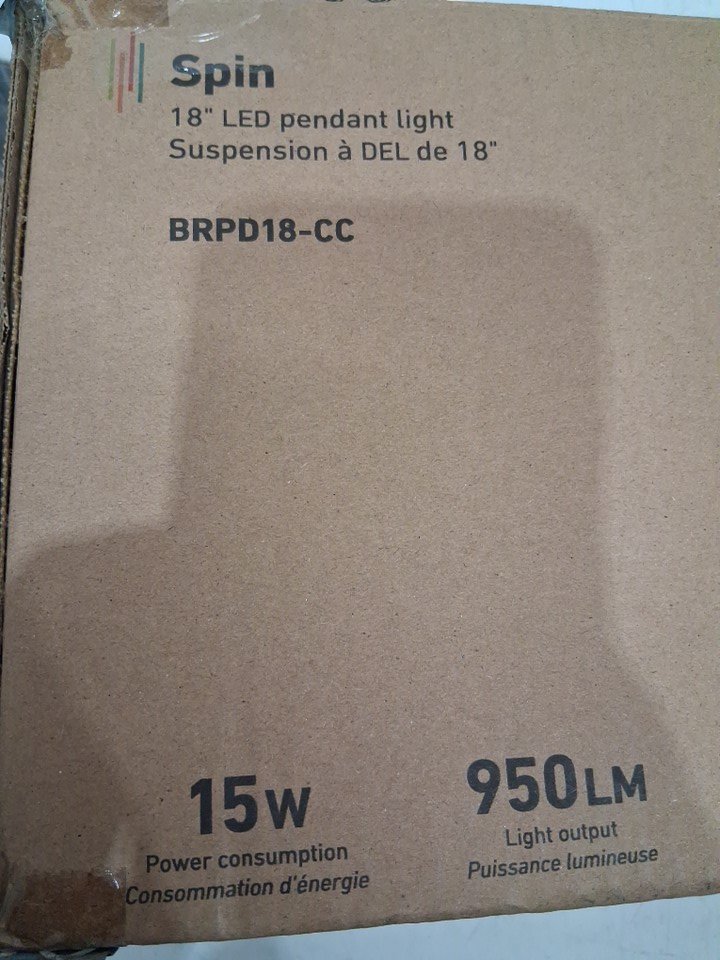 Spin
18" LED pendant light
Suspension à DEL de 18"
BRPD18-CC
15W
Power consumption
Consommation d'énergie
950LM
Light output
Puissance lumineuse